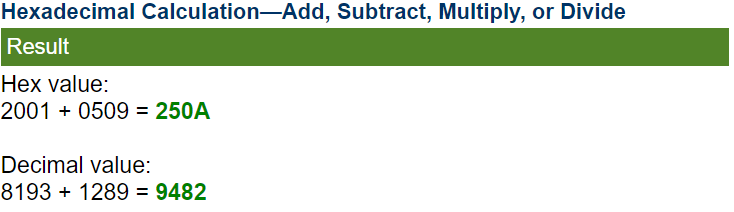 Hexadecimal Calculation—Add, Subtract, Multiply, or Divide
Result
Hex value:
2001 + 0509 = 250A
Decimal value:
8193 + 1289 = 9482